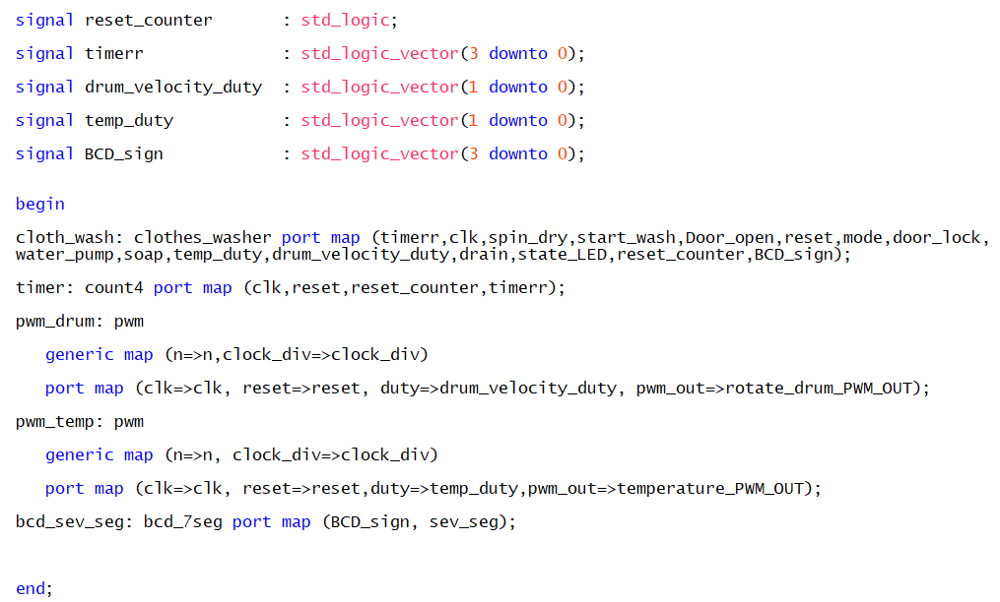 signal reset_counter       : std_logic;
signal timerr              : std_logic_vector(3 downto 0);
signal drum_velocity_duty  : std_logic_vector(1 downto 0);
signal temp_duty           : std_logic_vector(1 downto 0);
signal BCD_sign            : std_logic_vector(3 downto 0);
begin
cloth_wash: clothes_washer port map (timerr,clk,spin_dry,start_wash,Door_open,reset,mode,door_lock,
water_pump,soap,temp_duty,drum_velocity_duty,drain,state_LED,reset_counter,BCD_sign);
timer: count4 port map (clk,reset,reset_counter,timerr);
pwm_drum: pwm
   generic map (n=>n,clock_div=>clock_div)
   port map (clk=>clk, reset=>reset, duty=>drum_velocity_duty, pwm_out=>rotate_drum_PWM_OUT);
pwm_temp: pwm
   generic map (n=>n, clock_div=>clock_div)
   port map (clk=>clk, reset=>reset,duty=>temp_duty,pwm_out=>temperature_PWM_OUT);
bcd_sev_seg: bcd_7seg port map (BCD_sign, sev_seg);
end;